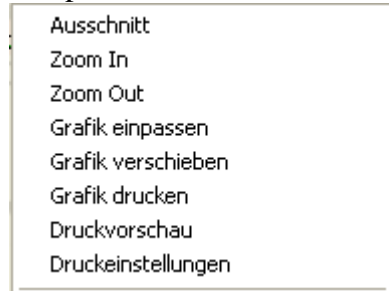 Ausschnitt
Zoom In
Zoom Out
Grafik einpassen
Grafik verschieben
Grafik drucken
Druckvorschau
Druckeinstellungen